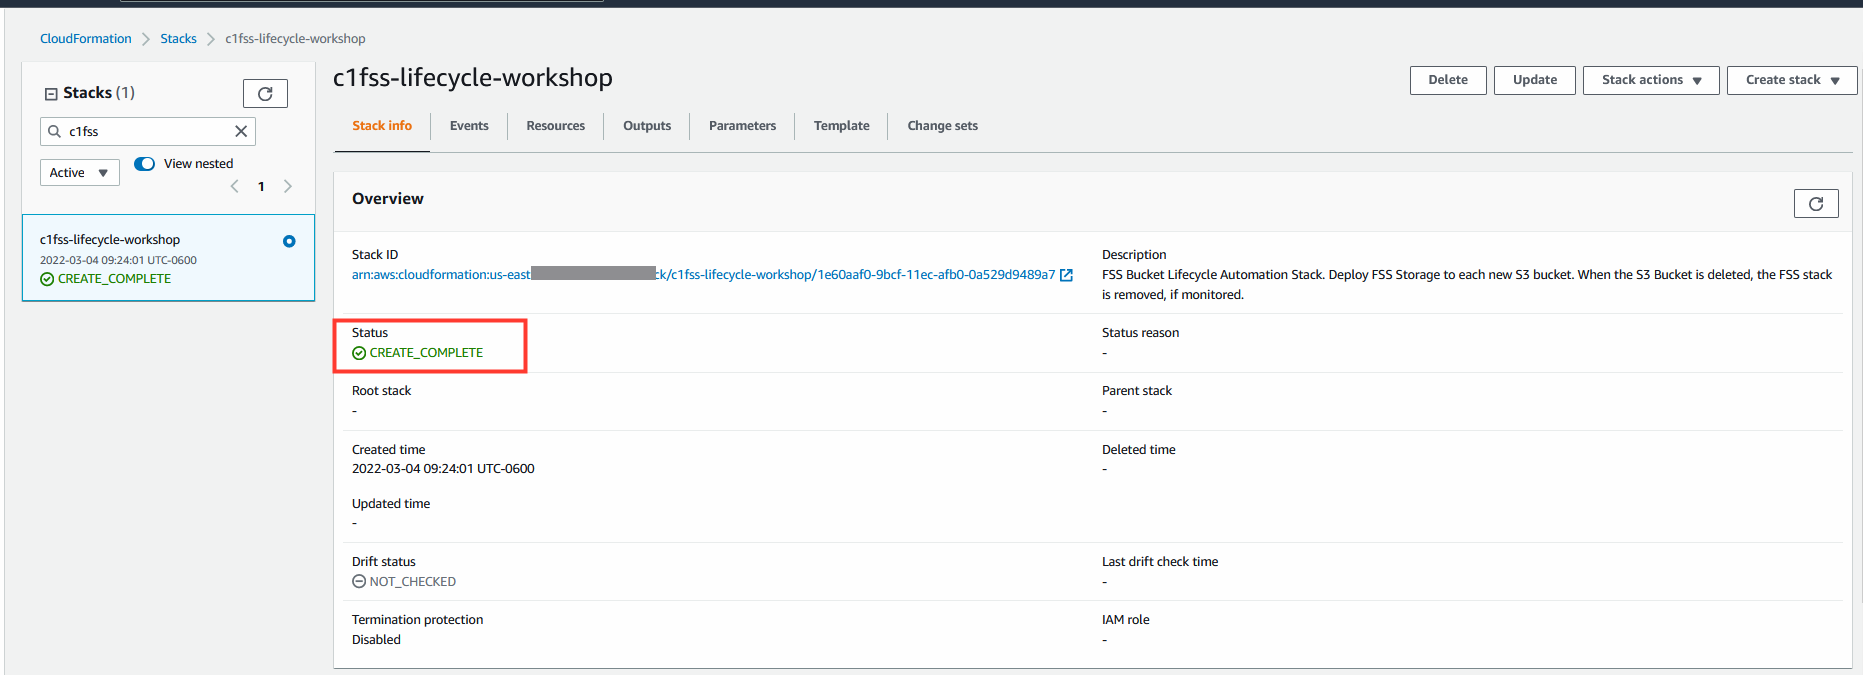 CloudFormation > Stacks > c1fss-lifecycle-workshop
Stacks (1)
c1fss
Active
View nested
1
c1fss-lifecycle-workshop
2022-03-04 09:24:01 UTC-0600
CREATE_COMPLETE
c1fss-lifecycle-workshop
Delete
Update
Stack actions
Create stack
Stack info
Events
Resources
Outputs
Parameters
Template
Change sets
Overview
Stack ID
arn:aws:cloudformation:us-east ck/c1fss-lifecycle-workshop/1e60aaf0-9bcf-11ec-afb0-0a529d9489a7
Description
FSS Bucket Lifecycle Automation Stack. Deploy FSS Storage to each new S3 bucket. When the S3 Bucket is deleted, the FSS stack
is removed, if monitored.
Status
CREATE_COMPLETE
Status reason
-
Root stack
-
Parent stack
-
Created time
2022-03-04 09:24:01 UTC-0600
Deleted time
-
Updated time
-
Drift status
NOT_CHECKED
Last drift check time
-
Termination protection
Disabled
IAM role
-